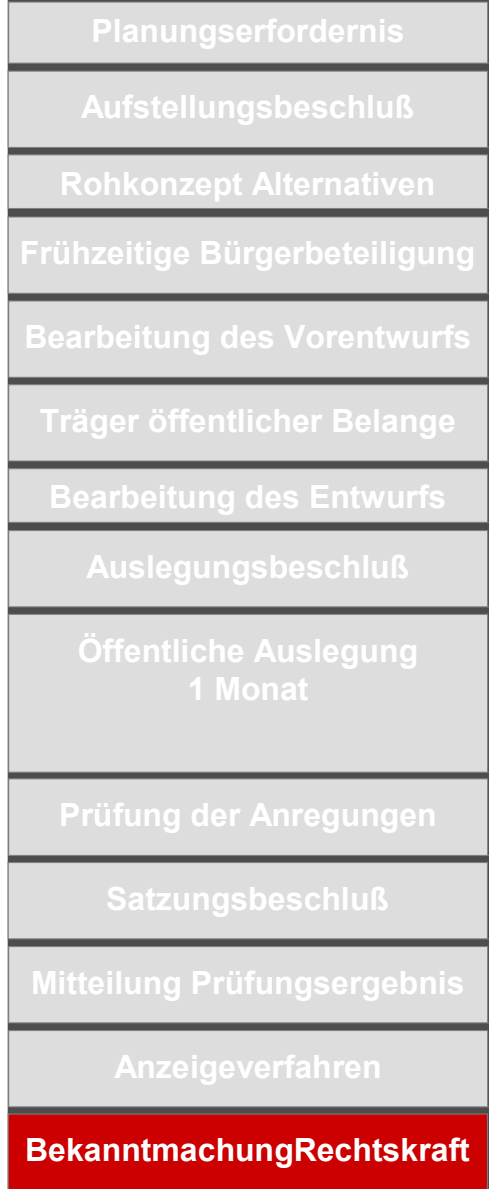 Planungserfordernis
Aufstellungsbeschluß
Rohkonzept Alternativen
Frühzeitige Bürgerbeteiligung
Bearbeitung des Vorentwurfs
Träger öffentlicher Belange
Bearbeitung des Entwurfs
Auslegungsbeschluß
Öffentliche Auslegung
1 Monat
Prüfung der Anregungen
Satzungsbeschluß
Mitteilung Prüfungsergebnis
Anzeigeverfahren
BekanntmachungRechtskraft